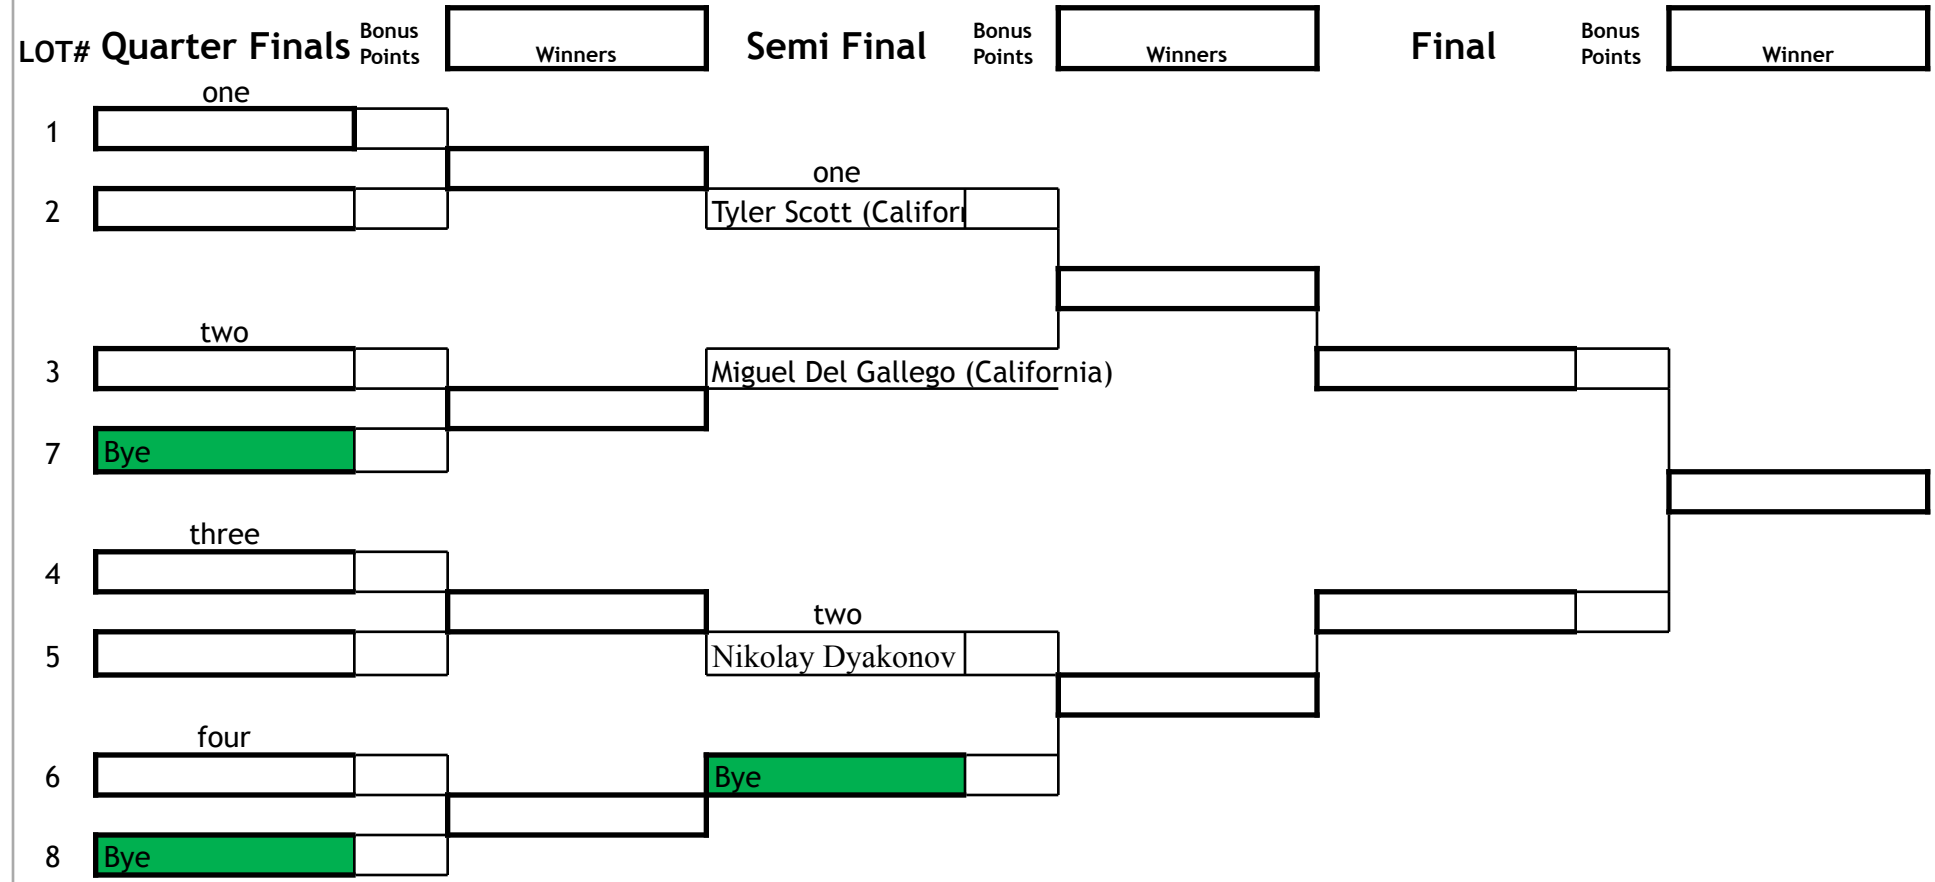 LOT# Quarter Finals Bonus Points Winners Semi Final Bonus Points Winners Final Bonus Points Winner
one
1
one
2 Tyler Scott (Califor
two
3 Miguel Del Gallego (California)
7 Bye
three
4
two
5 Nikolay Dyakonov
four
6 Bye
8 Bye